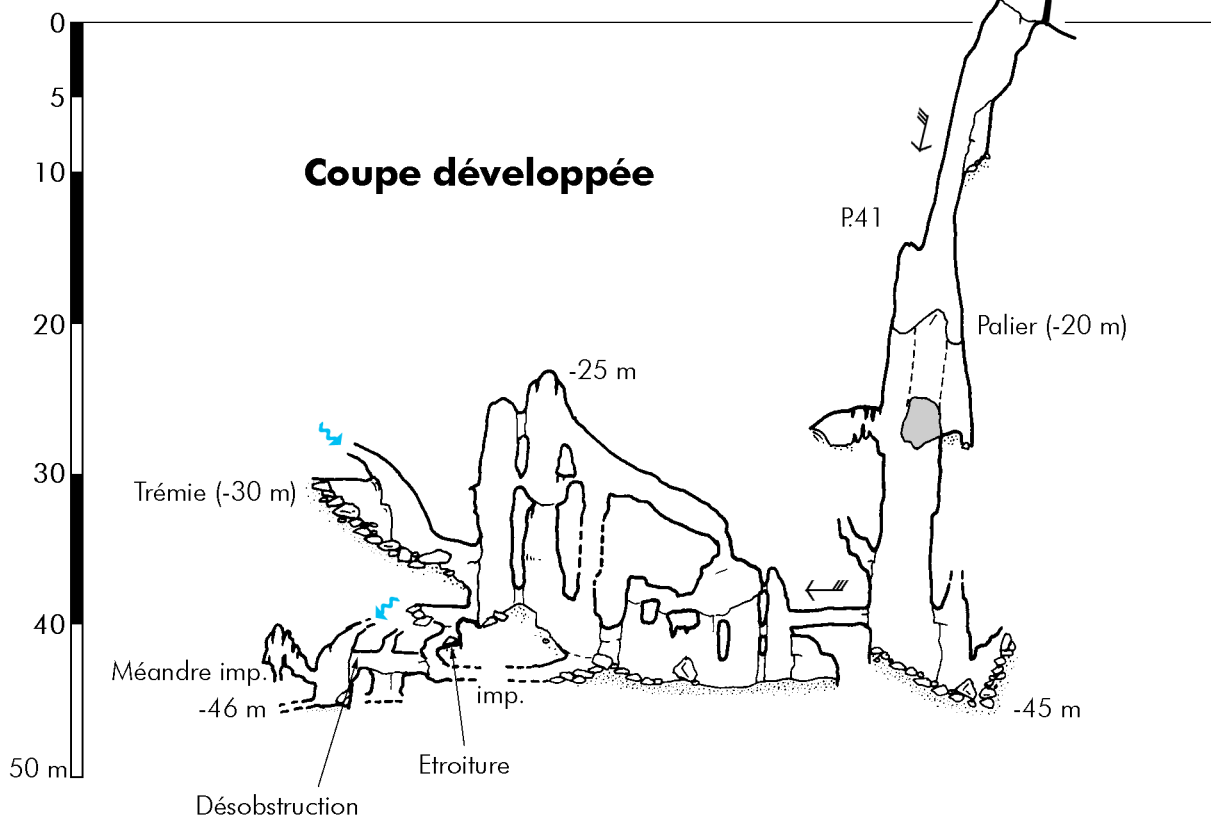 0
5
10
Coupe développée
P.41
20
Palier (-20 m)
-25 m
30
Trémie (-30 m)
40
Méandre imp.
imp.
-46 m
-45 m
Etroiture
50 m
Désobstruction